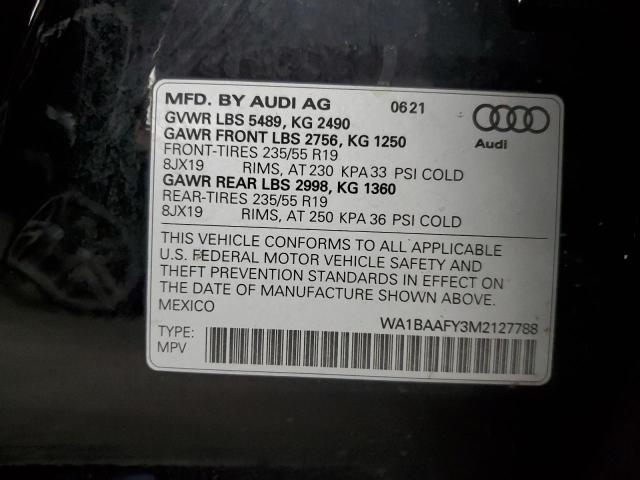 MFD. BY AUDI AG 0621
GVWR LBS 5489, KG 2490
GAWR FRONT LBS 2756, KG 1250
FRONT-TIRES 235/55 R19
8JX19 RIMS, AT 230 KPA 33 PSI COLD
GAWR REAR LBS 2998, KG 1360
REAR-TIRES 235/55 R19
8JX19 RIMS, AT 250 KPA 36 PSI COLD
Audi
THIS VEHICLE CONFORMS TO ALL APPLICABLE
U.S. FEDERAL MOTOR VEHICLE SAFETY AND
THEFT PREVENTION STANDARDS IN EFFECT ON
THE DATE OF MANUFACTURE SHOWN ABOVE.
MEXICO
WA1BAAFY3M2127788
TYPE:
MPV